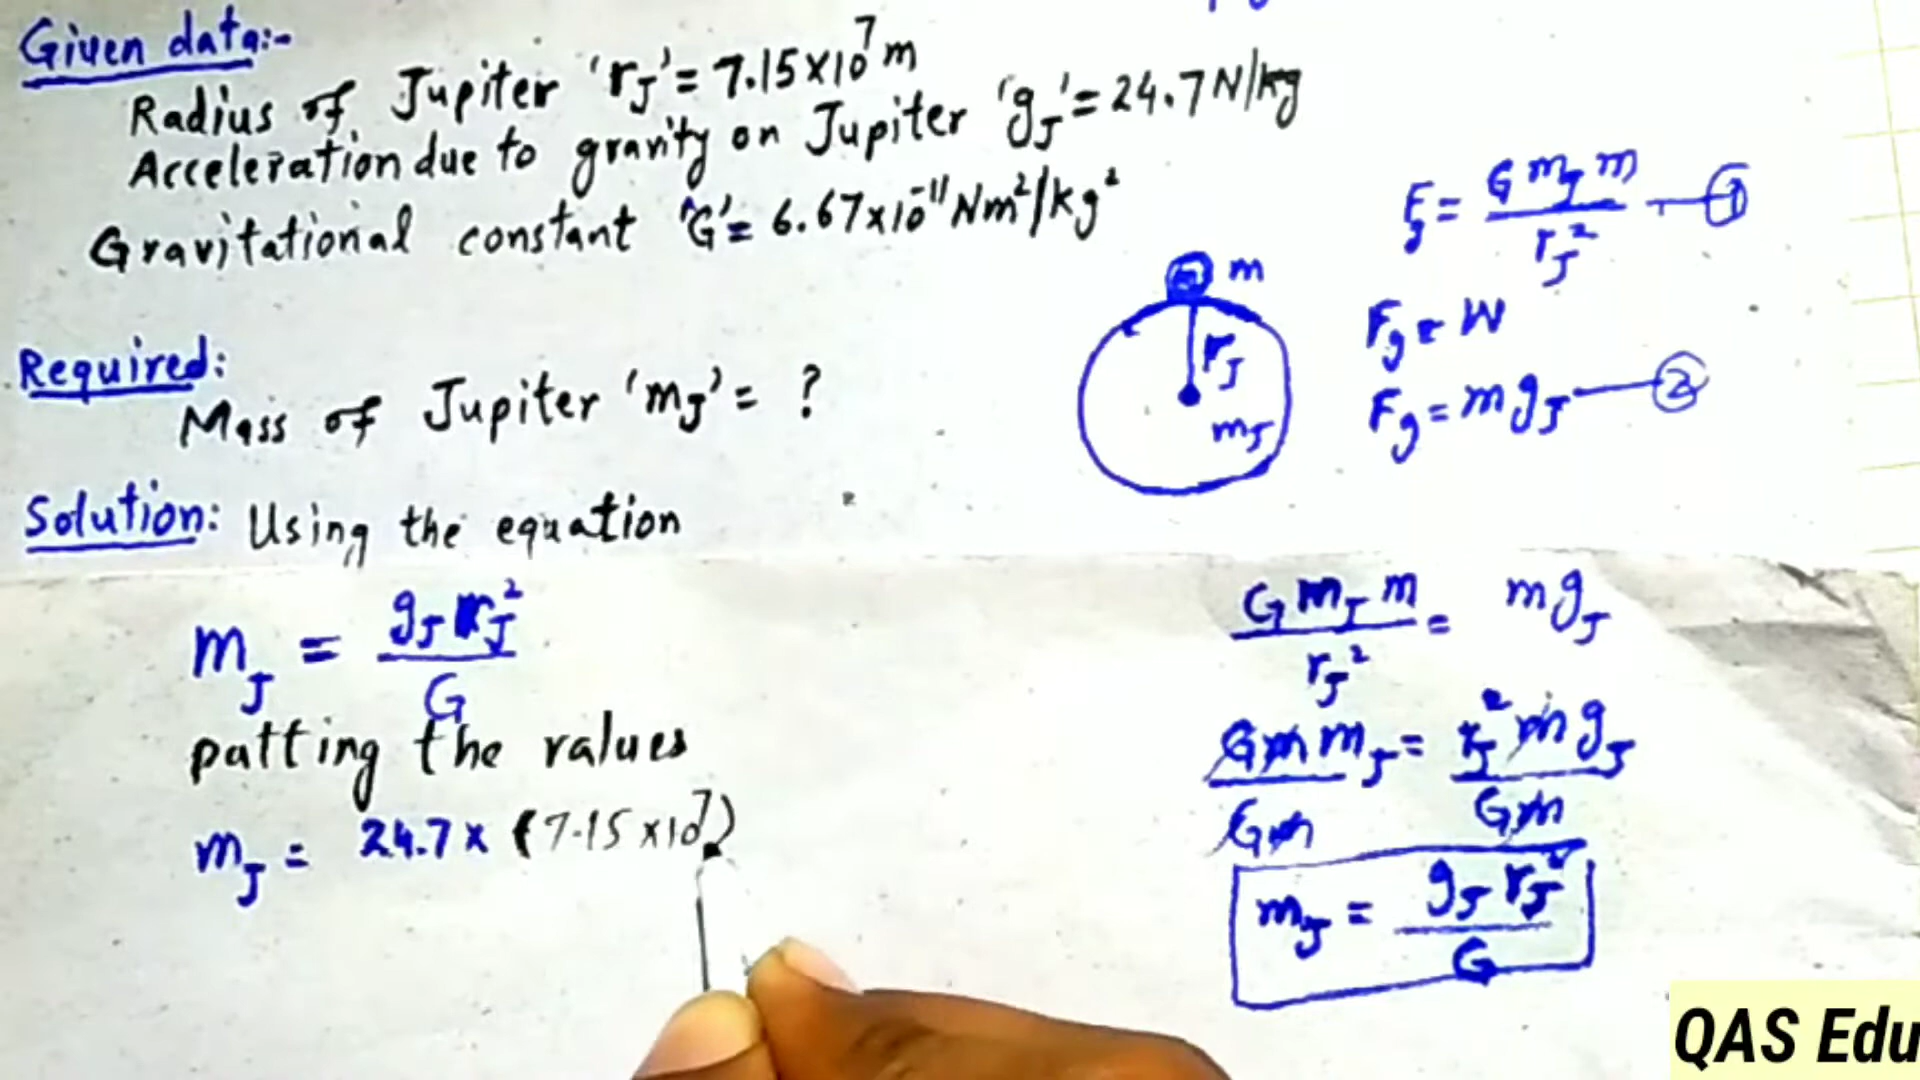 Given data:-
Radius of Jupiter 'rJ' = 7.15×10⁷ m
Acceleration due to gravity on Jupiter 'gJ' = 24.7 N/kg
Gravitational constant 'G' = 6.67×10⁻¹¹ Nm²/kg²
Required:
Mass of Jupiter 'mJ' = ?
Solution: Using the equation
mJ = gJ rJ² / G
putting the values
mJ = 24.7 × (7.15 ×10⁷)
m
rJ
mJ
Fg = G mJ m / rJ² — 1
Fg = W
Fg = m gJ — 2
G mJ m / rJ² = m gJ
G m mJ / G m = rJ² m gJ / G m
mJ = gJ rJ² / G
QAS Edu